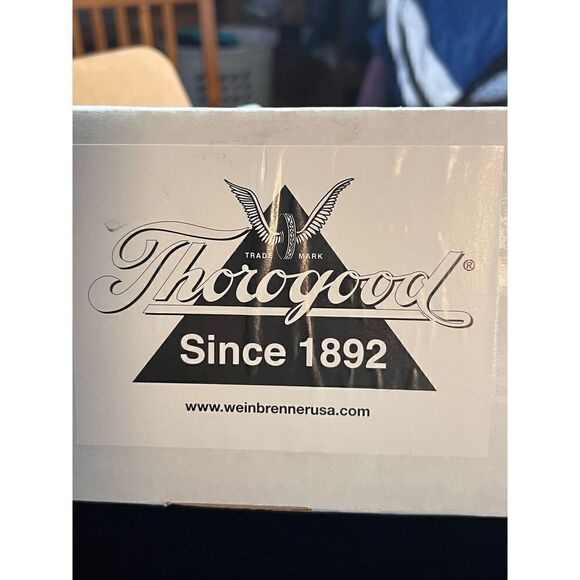 TRADE MARK
Thorogood®
Since 1892
www.weinbrennerusa.com